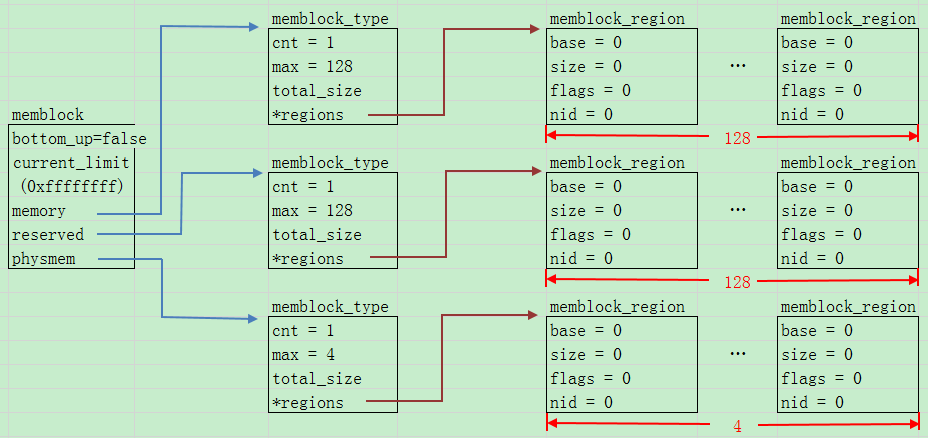 memblock
bottom_up=false
current_limit
(0xffffffff)
memory
reserved
physmem
memblock_type
cnt = 1
max = 128
total_size
*regions
memblock_region
base = 0
size = 0
flags = 0
nid = 0
…
memblock_region
base = 0
size = 0
flags = 0
nid = 0
128
memblock_type
cnt = 1
max = 128
total_size
*regions
memblock_region
base = 0
size = 0
flags = 0
nid = 0
…
memblock_region
base = 0
size = 0
flags = 0
nid = 0
128
memblock_type
cnt = 1
max = 4
total_size
*regions
memblock_region
base = 0
size = 0
flags = 0
nid = 0
…
memblock_region
base = 0
size = 0
flags = 0
nid = 0
4